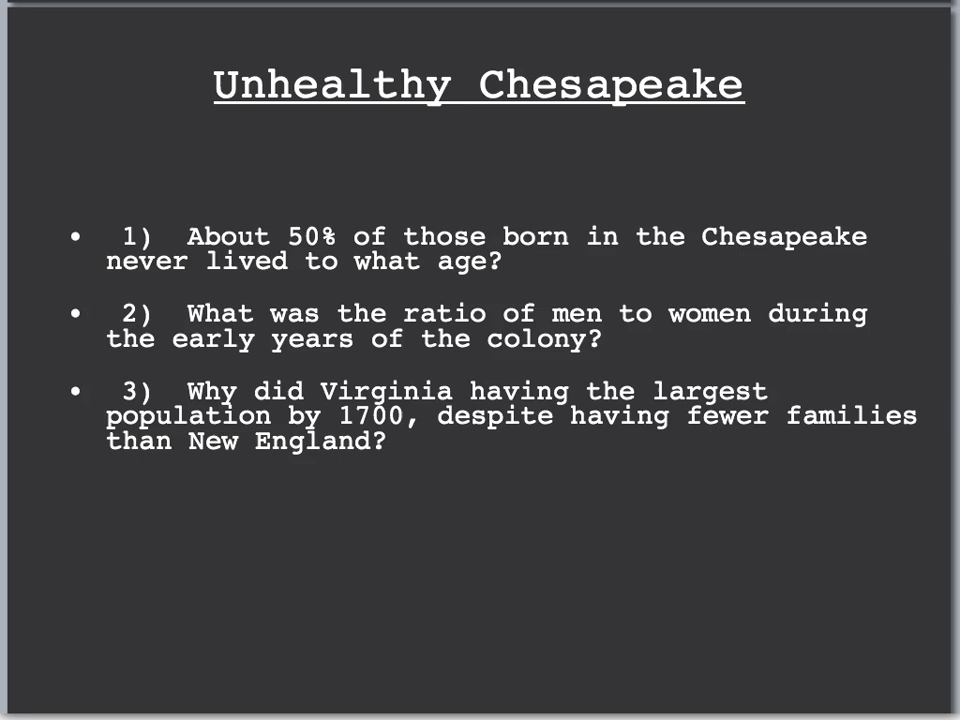 Unhealthy Chesapeake
• 1) About 50% of those born in the Chesapeake
never lived to what age?
• 2) What was the ratio of men to women during
the early years of the colony?
• 3) Why did Virginia having the largest
population by 1700, despite having fewer families
than New England?